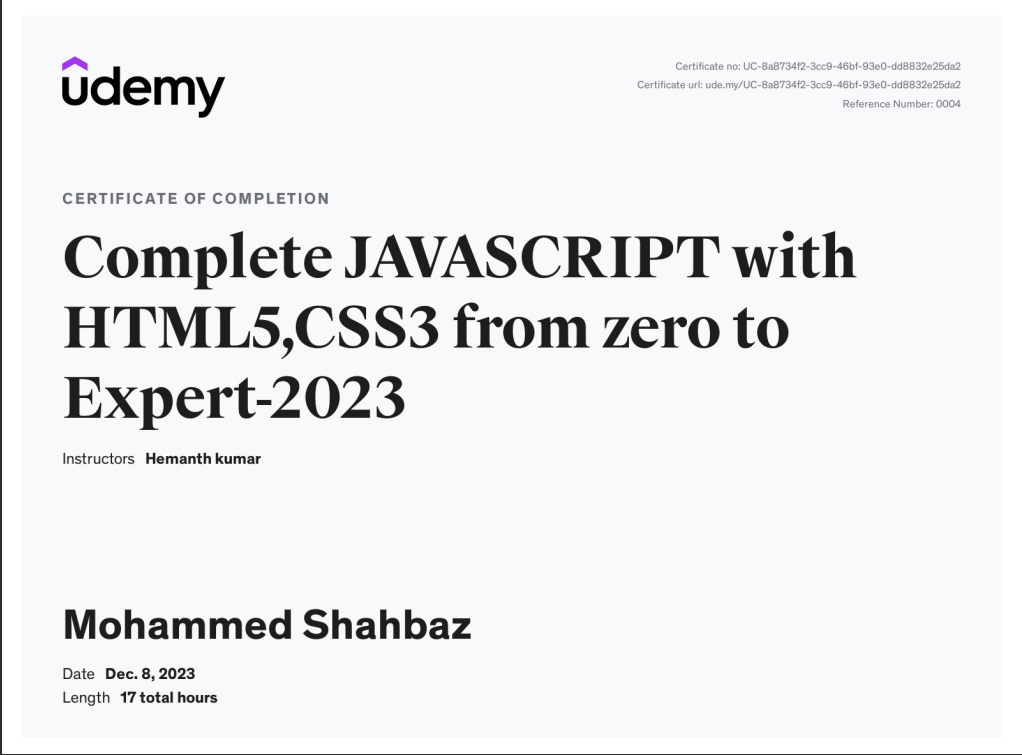 udemy
Certificate no: UC-8a8734f2-3cc9-46bf-93e0-dd8832e25da2
Certificate url: ude.my/UC-8a8734f2-3cc9-46bf-93e0-dd8832e25da2
Reference Number: 0004
CERTIFICATE OF COMPLETION
Complete JAVASCRIPT with
HTML5,CSS3 from zero to
Expert-2023
Instructors Hemanth kumar
Mohammed Shahbaz
Date Dec. 8, 2023
Length 17 total hours